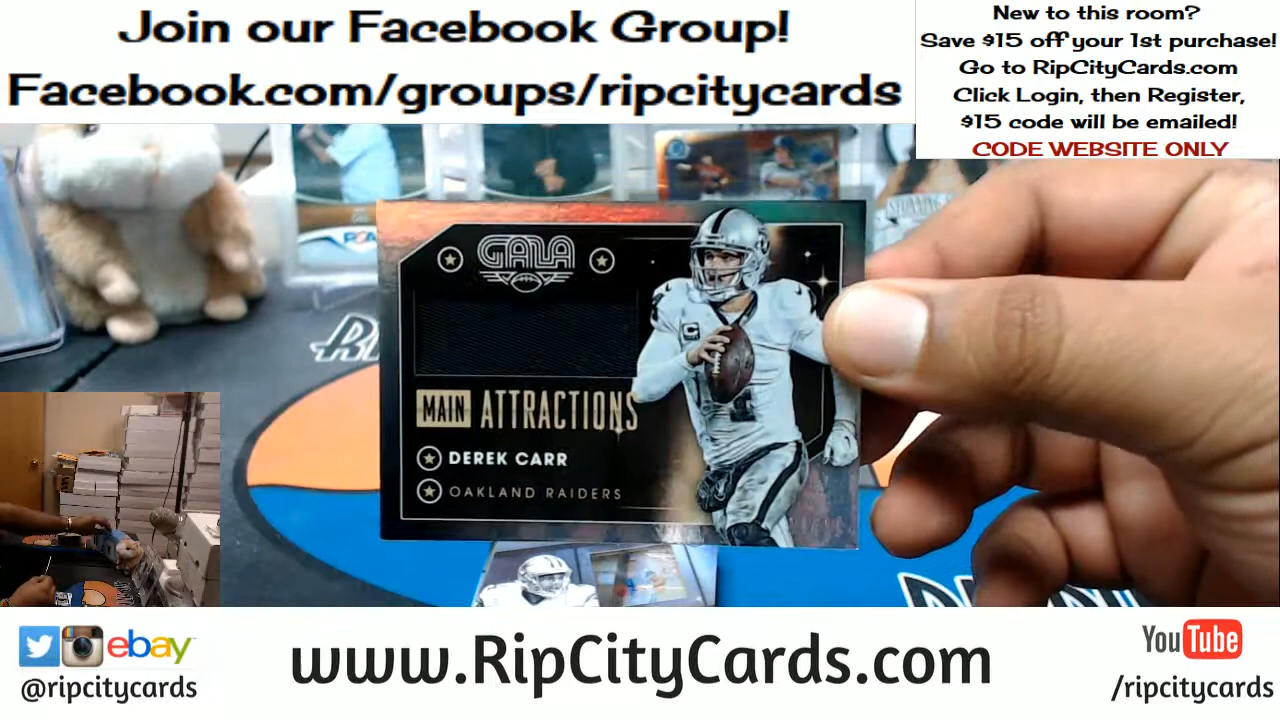 Join our Facebook Group!
Facebook.com/groups/ripcitycards
New to this room?
Save $15 off your 1st purchase!
Go to RipCityCards.com
Click Login, then Register,
$15 code will be emailed!
CODE WEBSITE ONLY
GALA
MAIN ATTRACTIONS
DEREK CARR
OAKLAND RAIDERS
ebay
@ripcitycards
www.RipCityCards.com
YouTube
/ripcitycards